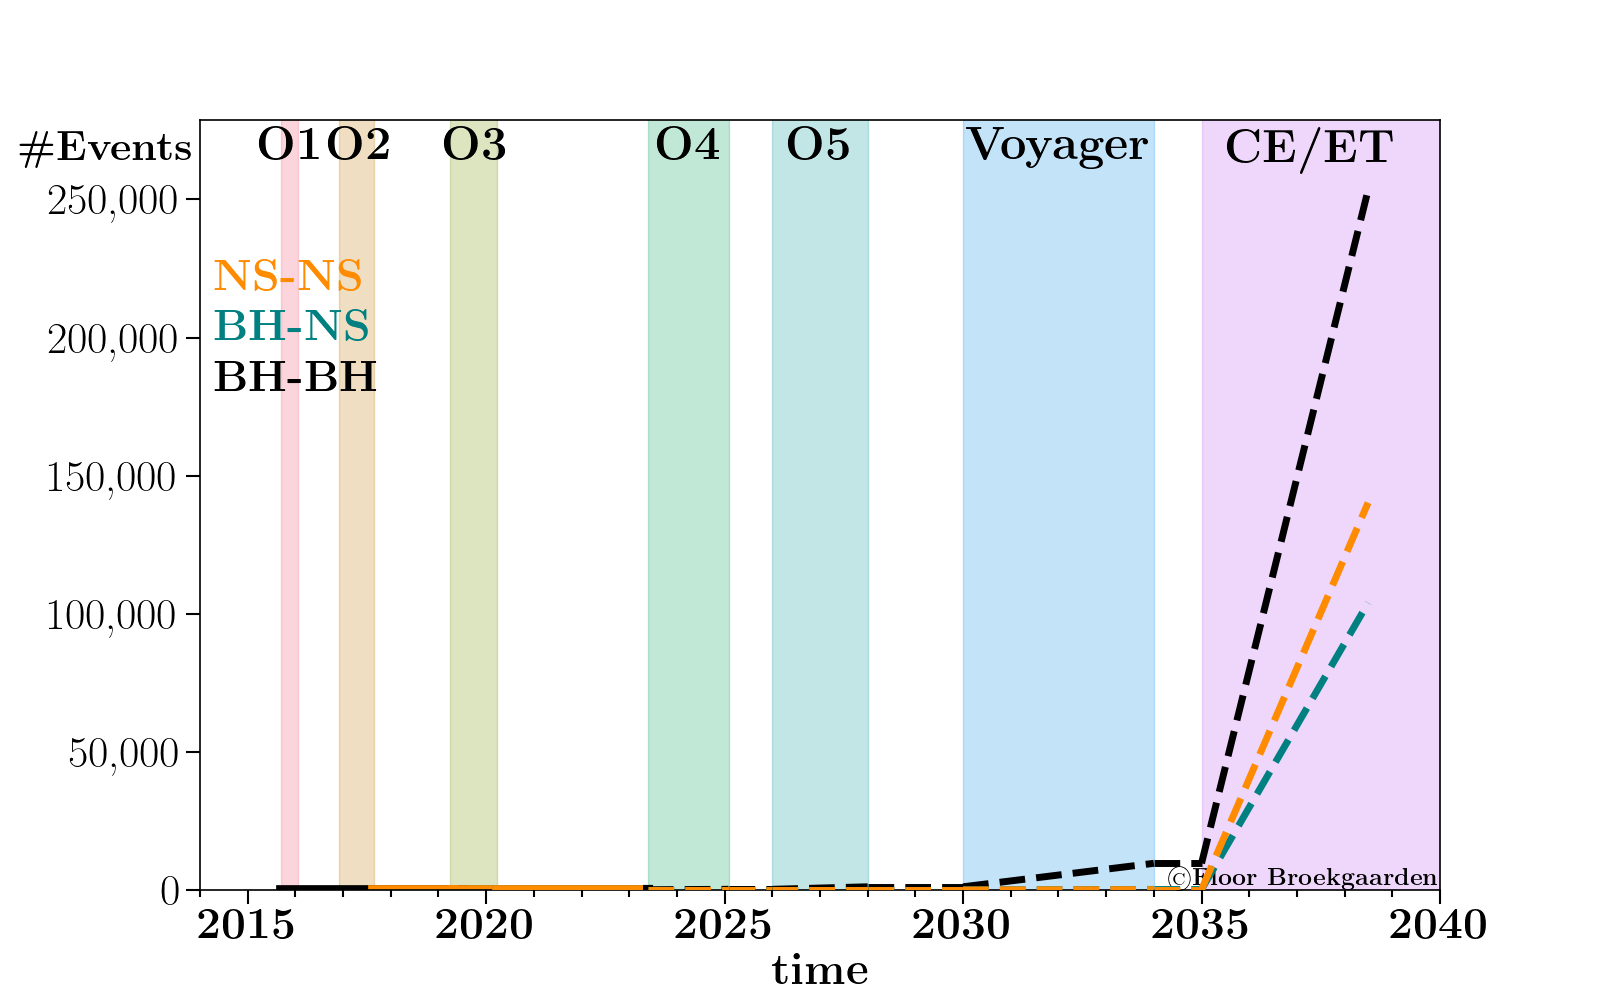 #Events
O1 O2 O3 O4 O5 Voyager CE/ET
250,000
NS-NS
BH-NS
200,000
BH-BH
150,000
100,000
50,000
0
©Floor Broekgaarden
2015 2020 2025 2030 2035 2040
time